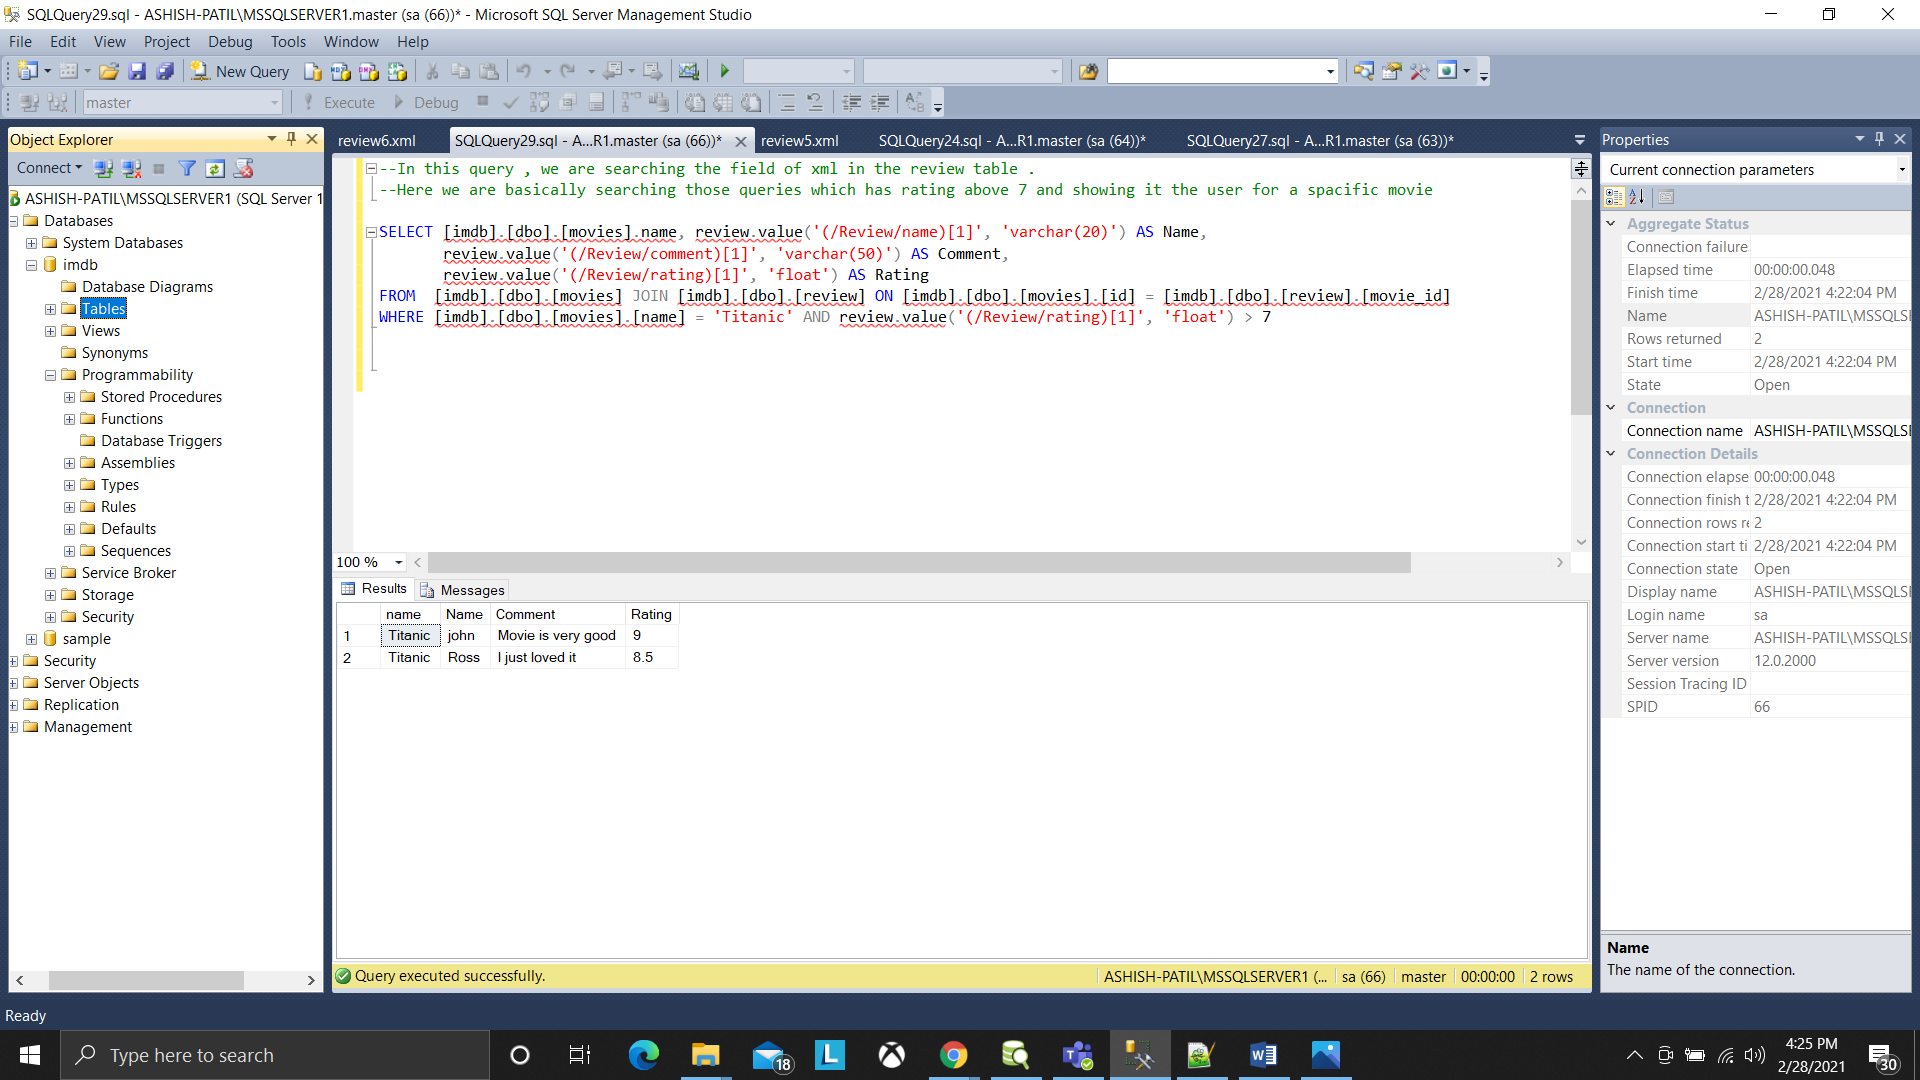 SQLQuery29.sql - ASHISH-PATIL\MSSQLSERVER1.master (sa (66))* - Microsoft SQL Server Management Studio
File Edit View Project Debug Tools Window Help
New Query
master Execute Debug
Object Explorer
Connect
ASHISH-PATIL\MSSQLSERVER1 (SQL Server 1
Databases
System Databases
imdb
Database Diagrams
Tables
Views
Synonyms
Programmability
Stored Procedures
Functions
Database Triggers
Assemblies
Types
Rules
Defaults
Sequences
Service Broker
Storage
Security
sample
Security
Server Objects
Replication
Management
review6.xml SQLQuery29.sql - A...R1.master (sa (66))* review5.xml SQLQuery24.sql - A...R1.master (sa (64))* SQLQuery27.sql - A...R1.master (sa (63))*
--In this query , we are searching the field of xml in the review table .
--Here we are basically searching those queries which has rating above 7 and showing it the user for a spacific movie
SELECT [imdb].[dbo].[movies].name, review.value('(/Review/name)[1]', 'varchar(20)') AS Name,
review.value('(/Review/comment)[1]', 'varchar(50)') AS Comment,
review.value('(/Review/rating)[1]', 'float') AS Rating
FROM [imdb].[dbo].[movies] JOIN [imdb].[dbo].[review] ON [imdb].[dbo].[movies].[id] = [imdb].[dbo].[review].[movie_id]
WHERE [imdb].[dbo].[movies].[name] = 'Titanic' AND review.value('(/Review/rating)[1]', 'float') > 7
100 %
Results Messages
name Name Comment Rating
1 Titanic john Movie is very good 9
2 Titanic Ross I just loved it 8.5
Query executed successfully. ASHISH-PATIL\MSSQLSERVER1 (... sa (66) master 00:00:00 2 rows
Properties
Current connection parameters
Aggregate Status
Connection failure
Elapsed time 00:00:00.048
Finish time 2/28/2021 4:22:04 PM
Name ASHISH-PATIL\MSSQLSI
Rows returned 2
Start time 2/28/2021 4:22:04 PM
State Open
Connection
Connection name ASHISH-PATIL\MSSQLSI
Connection Details
Connection elapse 00:00:00.048
Connection finish t 2/28/2021 4:22:04 PM
Connection rows re 2
Connection start ti 2/28/2021 4:22:04 PM
Connection state Open
Display name ASHISH-PATIL\MSSQLSI
Login name sa
Server name ASHISH-PATIL\MSSQLSI
Server version 12.0.2000
Session Tracing ID
SPID 66
Name
The name of the connection.
Ready
Type here to search
18
4:25 PM
2/28/2021
30